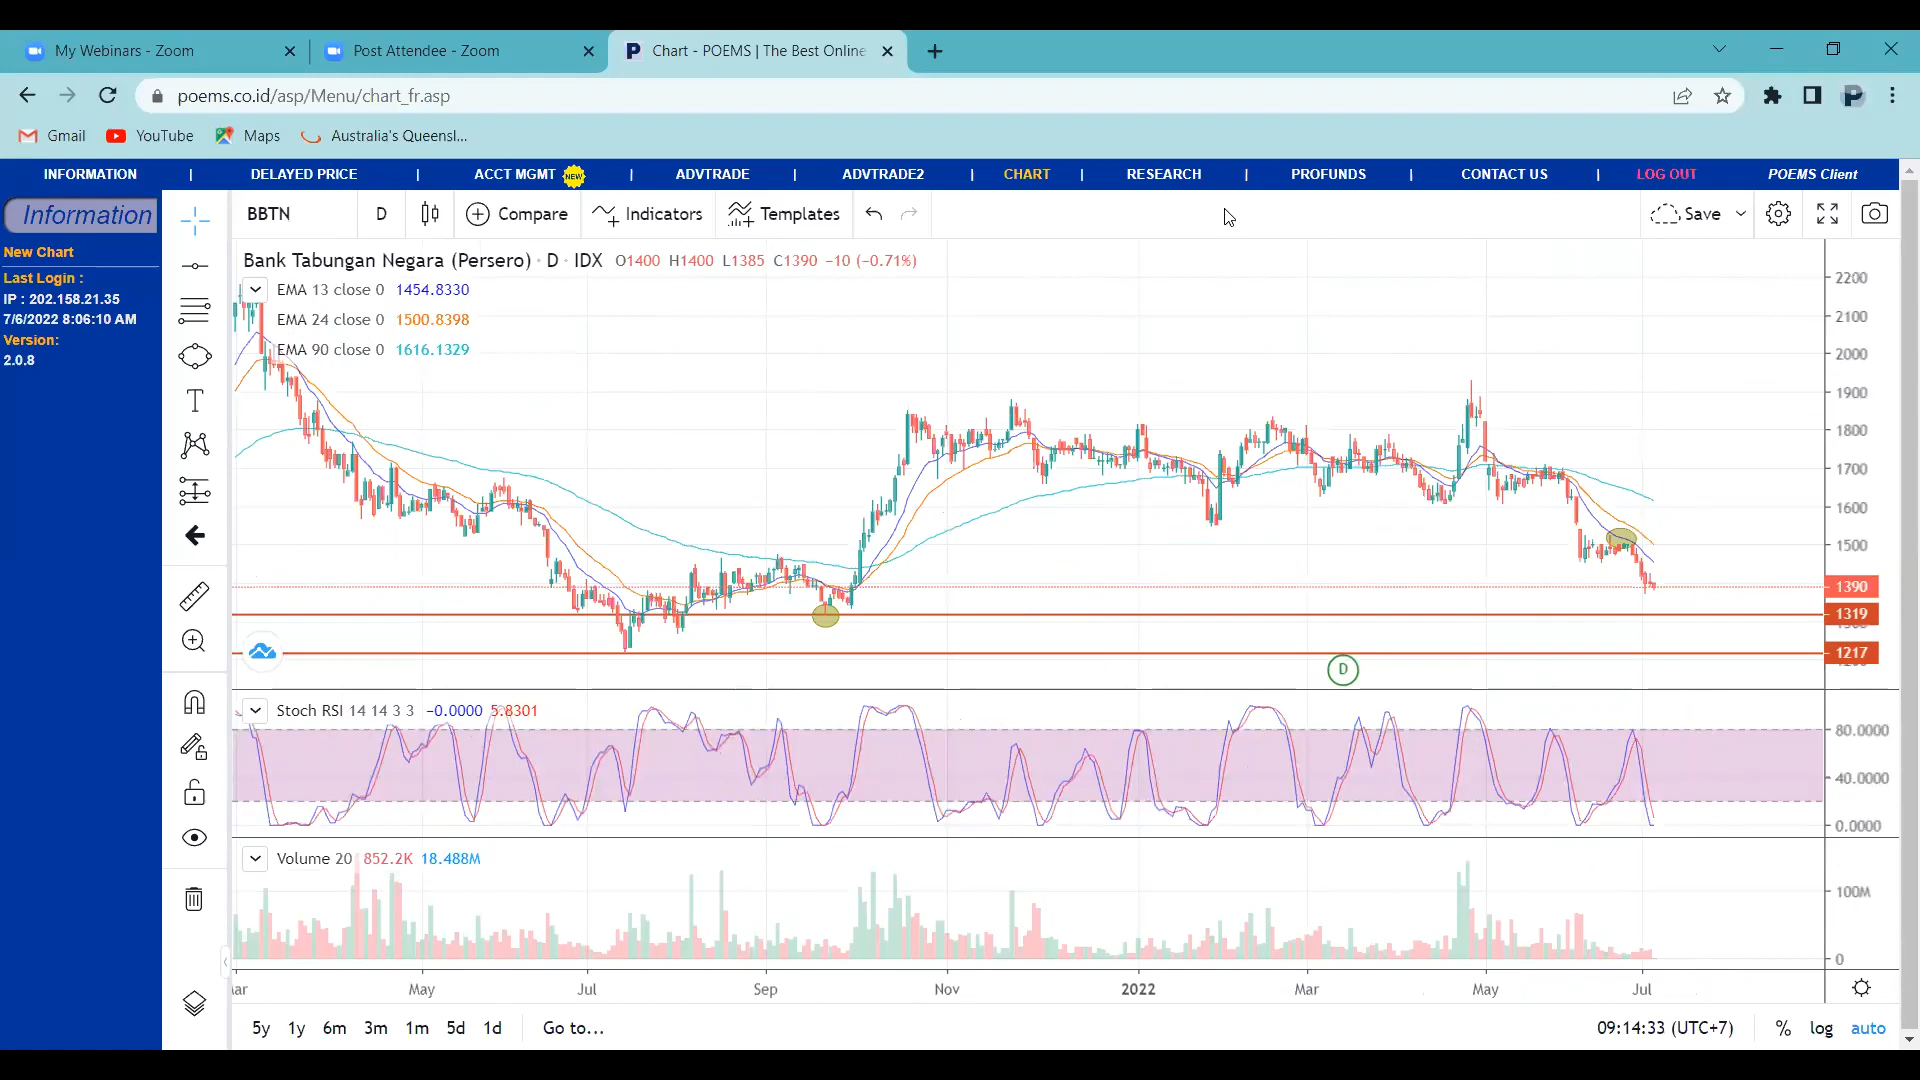 My Webinars - Zoom
Post Attendee - Zoom
Chart - POEMS | The Best Online
poems.co.id/asp/Menu/chart_fr.asp
Gmail YouTube Maps Australia's Queensl...
INFORMATION | DELAYED PRICE | ACCT MGMT NEW | ADVTRADE | ADVTRADE2 | CHART | RESEARCH | PROFUNDS | CONTACT US | LOG OUT POEMS Client
Information
New Chart
Last Login :
IP : 202.158.21.35
7/6/2022 8:06:10 AM
Version:
2.0.8
BBTN D Compare Indicators Templates Save
Bank Tabungan Negara (Persero) · D · IDX O1400 H1400 L1385 C1390 −10 (−0.71%)
EMA 13 close 0 1454.8330
EMA 24 close 0 1500.8398
EMA 90 close 0 1616.1329
2200
2100
2000
1900
1800
1700
1600
1500
1390
1319
1217
D
Stoch RSI 14 14 3 3 −0.0000 5.8301
80.0000
40.0000
0.0000
Volume 20 852.2K 18.488M
100M
0
ar May Jul Sep Nov 2022 Mar May Jul
5y 1y 6m 3m 1m 5d 1d Go to... 09:14:33 (UTC+7) % log auto